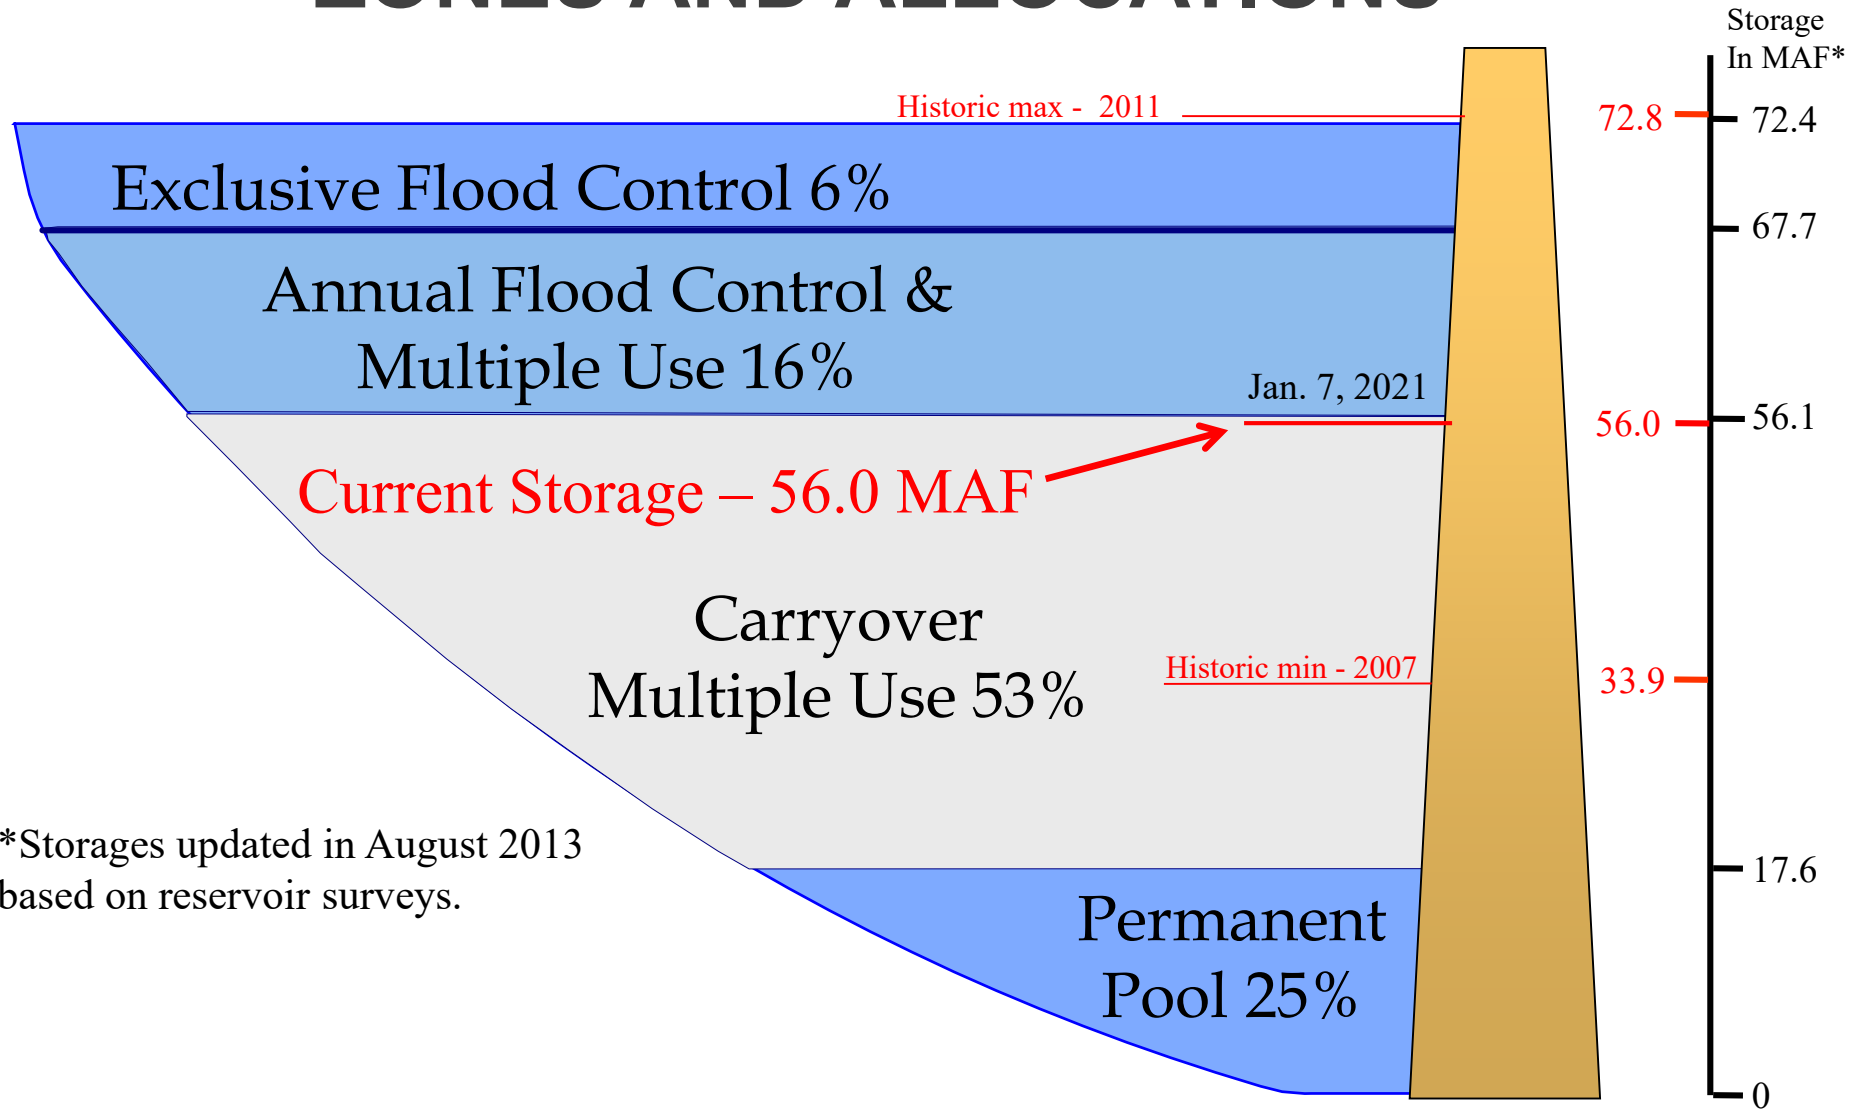 ZONES AND ALLOCATIONS
Storage
In MAF*
Historic max -  2011
72.8
72.4
Exclusive Flood Control 6%
67.7
Annual Flood Control &
Multiple Use 16%
Jan. 7, 2021
56.0
56.1
Current Storage – 56.0 MAF
Carryover
Multiple Use 53%
Historic min - 2007
33.9
*Storages updated in August 2013
based on reservoir surveys.
17.6
Permanent
Pool 25%
0